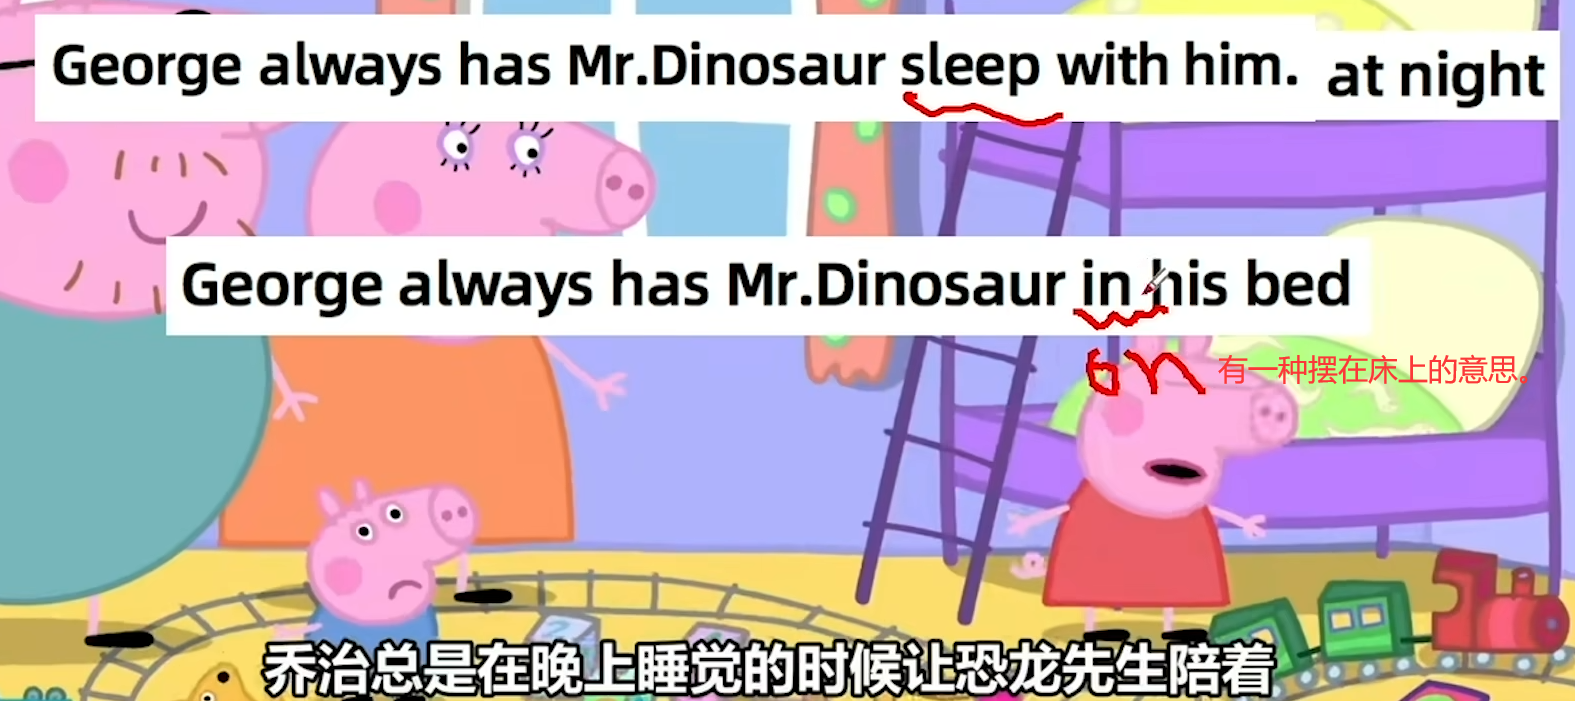 George always has Mr.Dinosaur sleep with him. at night
George always has Mr.Dinosaur in his bed
on 有一种摆在床上的意思。
乔治总是在晚上睡觉的时候让恐龙先生陪着